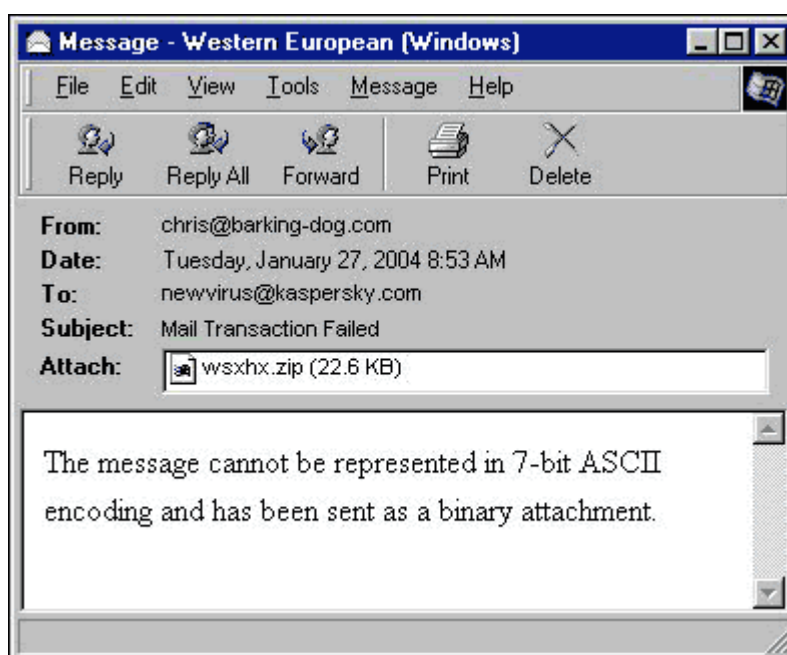 Message - Western European (Windows)
File Edit View Tools Message Help
Reply Reply All Forward Print Delete
From: chris@barking-dog.com
Date: Tuesday, January 27, 2004 8:53 AM
To: newvirus@kaspersky.com
Subject: Mail Transaction Failed
Attach: wsxhx.zip (22.6 KB)
The message cannot be represented in 7-bit ASCII
encoding and has been sent as a binary attachment.